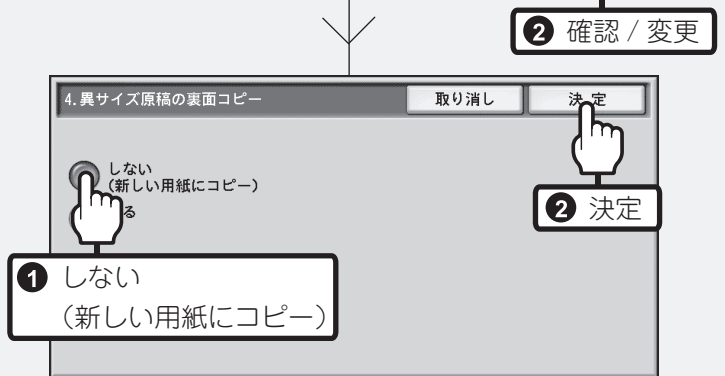 ❷ 確認 / 変更
4.異サイズ原稿の裏面コピー
取り消し
決定
しない
(新しい用紙にコピー)
る
❷ 決定
❶ しない
(新しい用紙にコピー)